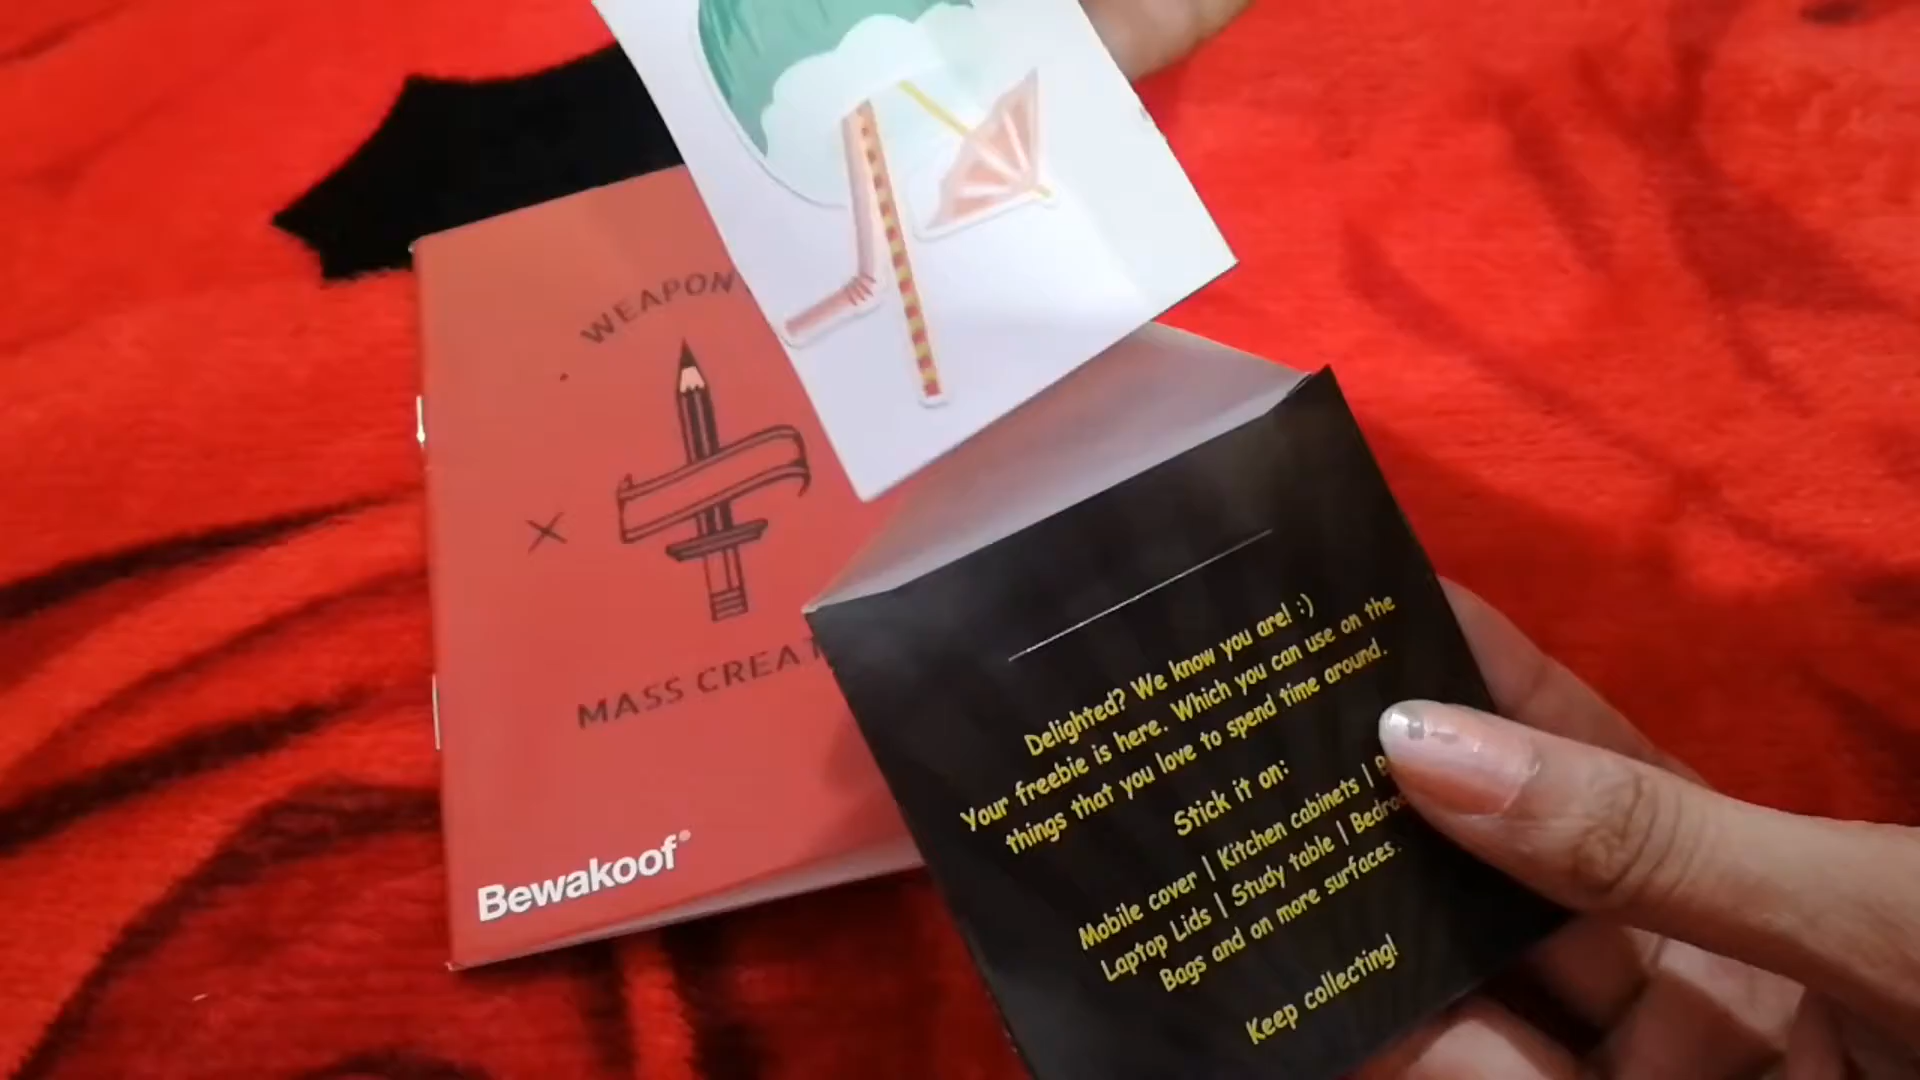 WEAPON
MASS CREAT
Bewakoof®
Delighted? We know you are! :)
Your freebie is here. Which you can use on the
things that you love to spend time around.
Stick it on:
Mobile cover | Kitchen cabinets |
Laptop Lids | Study table | Bedro
Bags and on more surfaces.
Keep collecting!